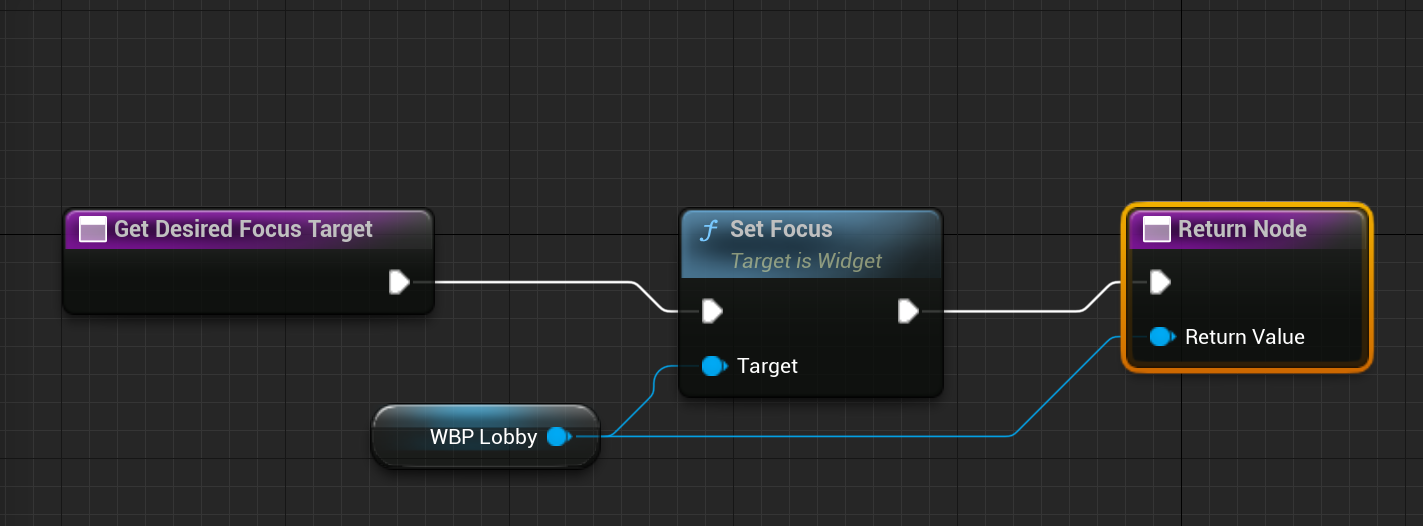 Get Desired Focus Target
f Set Focus
Target is Widget
Target
WBP Lobby
Return Node
Return Value